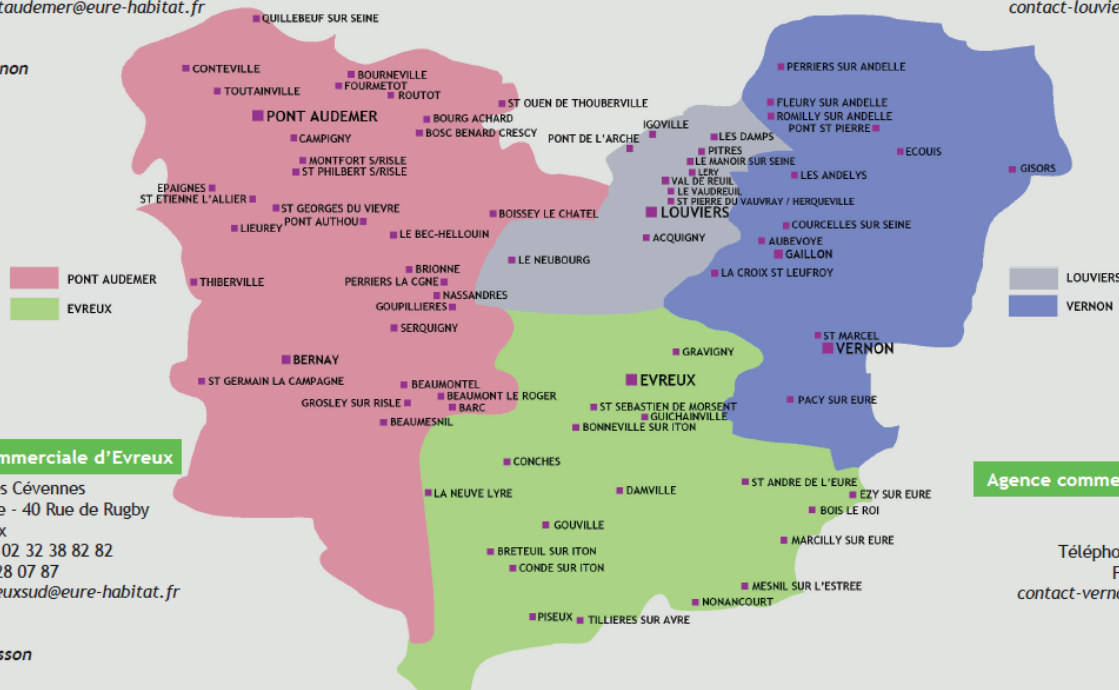 taudemer@eure-habitat.fr
contact-louvie
non
QUILLEBEUF SUR SEINE
CONTEVILLE
BOURNEVILLE
FOURMETOT
TOUTAINVILLE
ROUTOT
ST OUEN DE THOUBERVILLE
PONT AUDEMER
BOURG ACHARD
BOSC BENARD CRESCY
CAMPIGNY
MONTFORT S/RISLE
ST PHILBERT S/RISLE
EPAIGNES
ST ETIENNE L'ALLIER
ST GEORGES DU VIEVRE
PONT AUTHOU
LIEUREY
LE BEC-HELLOUIN
BOISSEY LE CHATEL
THIBERVILLE
BRIONNE
PERRIERS LA CGNE
NASSANDRES
GOUPILLIERES
SERQUIGNY
BERNAY
ST GERMAIN LA CAMPAGNE
BEAUMONTEL
BEAUMONT LE ROGER
GROSLEY SUR RISLE
BARC
BEAUMESNIL
PERRIERS SUR ANDELLE
FLEURY SUR ANDELLE
ROMILLY SUR ANDELLE
PONT ST PIERRE
ECOUIS
GISORS
LES ANDELYS
COURCELLES SUR SEINE
AUBEVOYE
GAILLON
LA CROIX ST LEUFROY
ST MARCEL
VERNON
PACY SUR EURE
IGOVILLE
PONT DE L'ARCHE
LES DAMPS
PITRES
LE MANOIR SUR SEINE
LERY
VAL DE REUIL
LE VAUDREUIL
ST PIERRE DU VAUVRAY / HERQUEVILLE
LOUVIERS
ACQUIGNY
LE NEUBOURG
GRAVIGNY
EVREUX
ST SEBASTIEN DE MORSENT
GUICHAINVILLE
BONNEVILLE SUR ITON
CONCHES
LA NEUVE LYRE
DAMVILLE
ST ANDRE DE L'EURE
EZY SUR EURE
BOIS LE ROI
GOUVILLE
MARCILLY SUR EURE
BRETEUIL SUR ITON
CONDE SUR ITON
MESNIL SUR L'ESTREE
NONANCOURT
PISEUX
TILLIERES SUR AVRE
PONT AUDEMER
EVREUX
LOUVIERS
VERNON
mmerciale d'Evreux
s Cévennes
e - 40 Rue de Rugby
x
02 32 38 82 82
28 07 87
euxsud@eure-habitat.fr
sson
Agence comme
Télépho
F
contact-verno